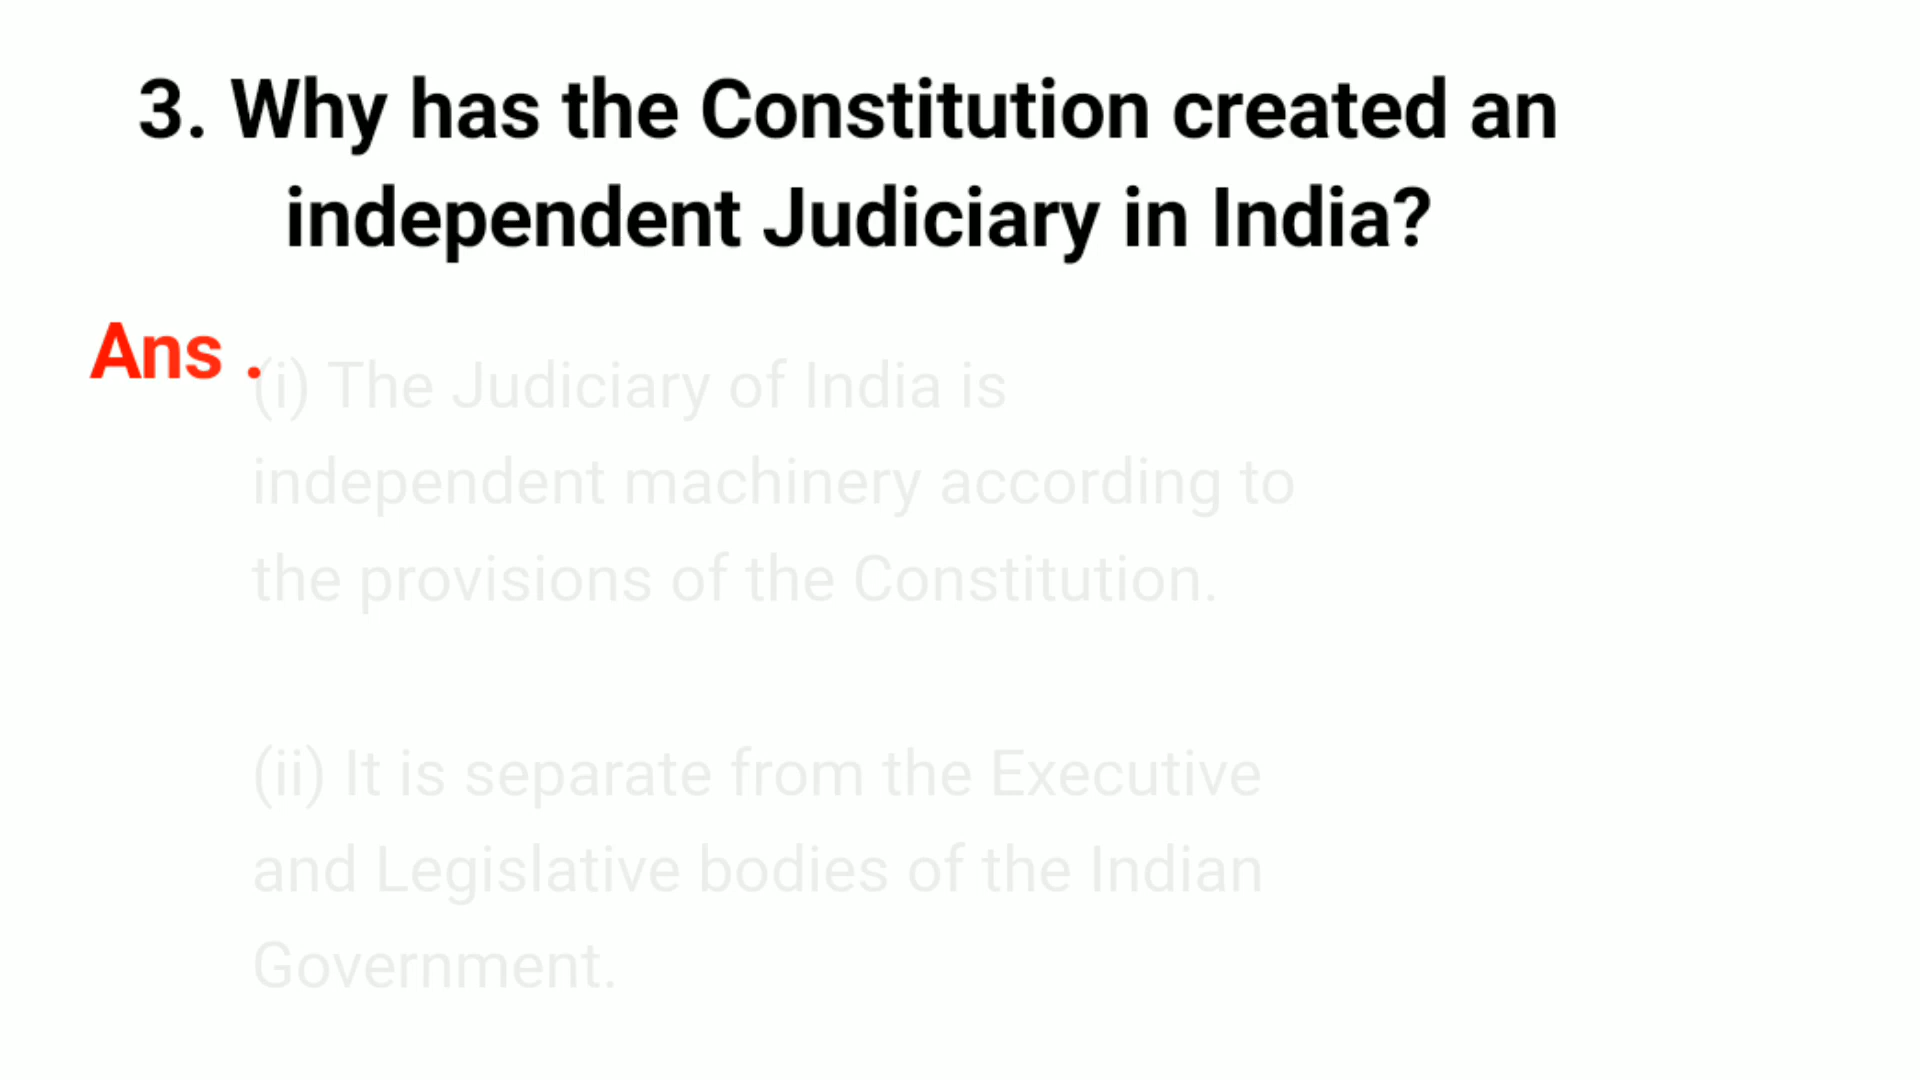 3. Why has the Constitution created an
independent Judiciary in India?
Ans .
(i) The Judiciary of India is
independent machinery according to
the provisions of the Constitution.
(ii) It is separate from the Executive
and Legislative bodies of the Indian
Government.